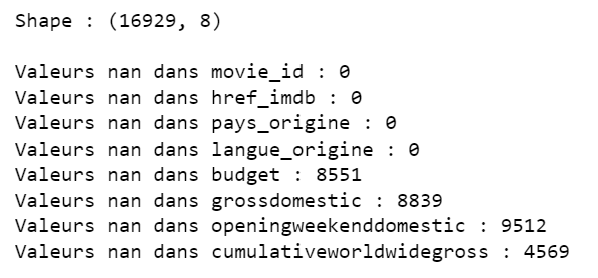 Shape : (16929, 8)
Valeurs nan dans movie_id : 0
Valeurs nan dans href_imdb : 0
Valeurs nan dans pays_origine : 0
Valeurs nan dans langue_origine : 0
Valeurs nan dans budget : 8551
Valeurs nan dans grossdomestic : 8839
Valeurs nan dans openingweekenddomestic : 9512
Valeurs nan dans cumulativeworldwidegross : 4569